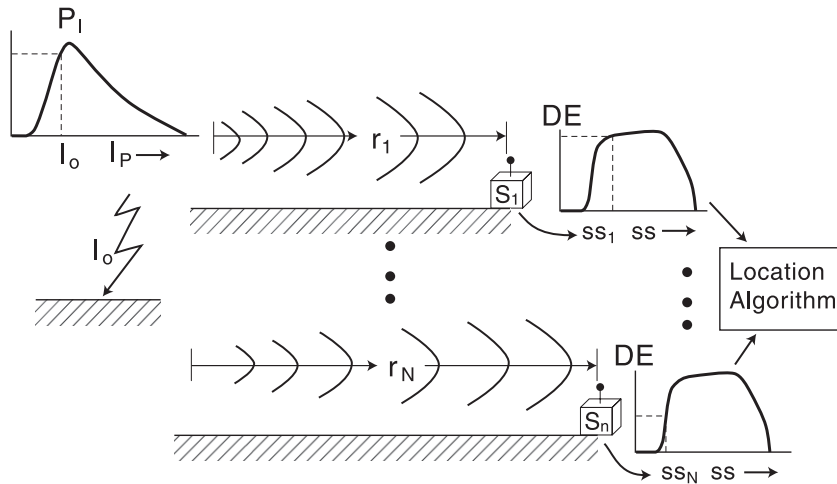 P_I
I_o I_P
I_o
r_1
S_1
DE
ss_1 ss
Location
Algorithm
r_N
S_n
DE
ss_N ss